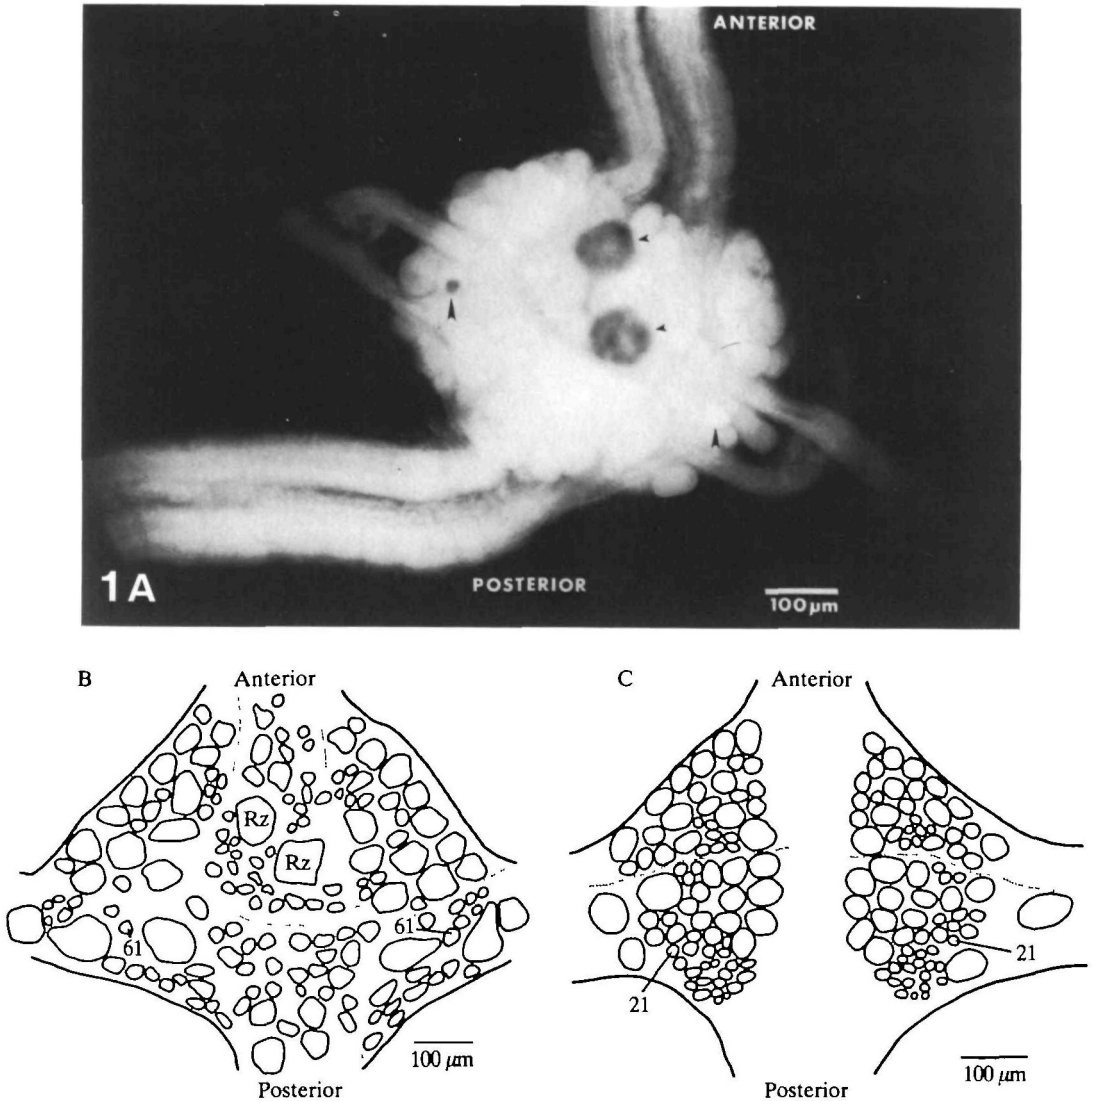 ANTERIOR
POSTERIOR
1A
100 µm
B
Anterior
Rz
Rz
61
61
100 µm
Posterior
C
Anterior
21
21
100 µm
Posterior